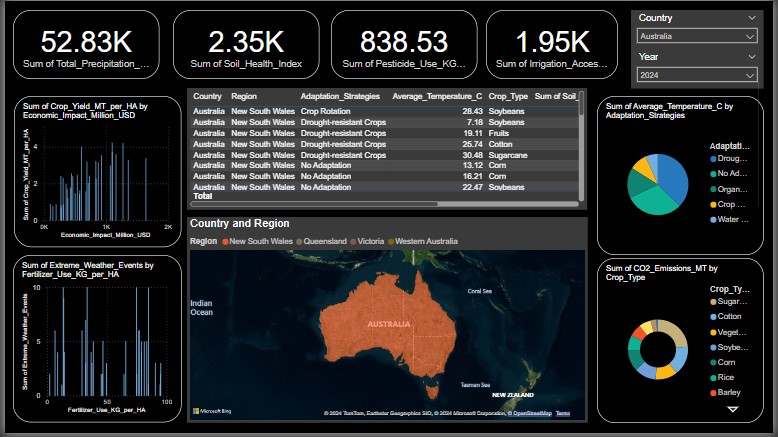 52.83K
Sum of Total_Precipitation_...
2.35K
Sum of Soil_Health_Index
838.53
Sum of Pesticide_Use_KG...
1.95K
Sum of Irrigation_Acces...
Country
Australia
Year
2024
Sum of Crop_Yield_MT_per_HA by
Economic_Impact_Million_USD
Sum of Crop_Yield_MT_per_HA
4
2
0
0K
1K
2K
Economic_Impact_Million_USD
Country Region Adaptation_Strategies Average_Temperature_C Crop_Type Sum of Soil_
Australia New South Wales Crop Rotation 28.43 Soybeans
Australia New South Wales Drought-resistant Crops 7.18 Soybeans
Australia New South Wales Drought-resistant Crops 19.11 Fruits
Australia New South Wales Drought-resistant Crops 25.74 Cotton
Australia New South Wales Drought-resistant Crops 30.48 Sugarcane
Australia New South Wales No Adaptation 13.12 Corn
Australia New South Wales No Adaptation 16.21 Corn
Australia New South Wales No Adaptation 22.47 Soybeans
Total
Sum of Average_Temperature_C by
Adaptation_Strategies
Adaptati...
Droug...
No Ad...
Organ...
Crop ...
Water ...
Country and Region
Region New South Wales Queensland Victoria Western Australia
Indian
Ocean
Coral Sea
AUSTRALIA
Tasman Sea
NEW ZEALAND
Microsoft Bing
© 2024 TomTom, Earthstar Geographics SIO, © 2024 Microsoft Corporation, © OpenStreetMap Terms
Sum of Extreme_Weather_Events by
Fertilizer_Use_KG_per_HA
Sum of Extreme_Weather_Events
10
5
0
0
50
100
Fertilizer_Use_KG_per_HA
Sum of CO2_Emissions_MT by
Crop_Type
Crop_Ty...
Sugar...
Cotton
Veget...
Soybe...
Corn
Rice
Barley